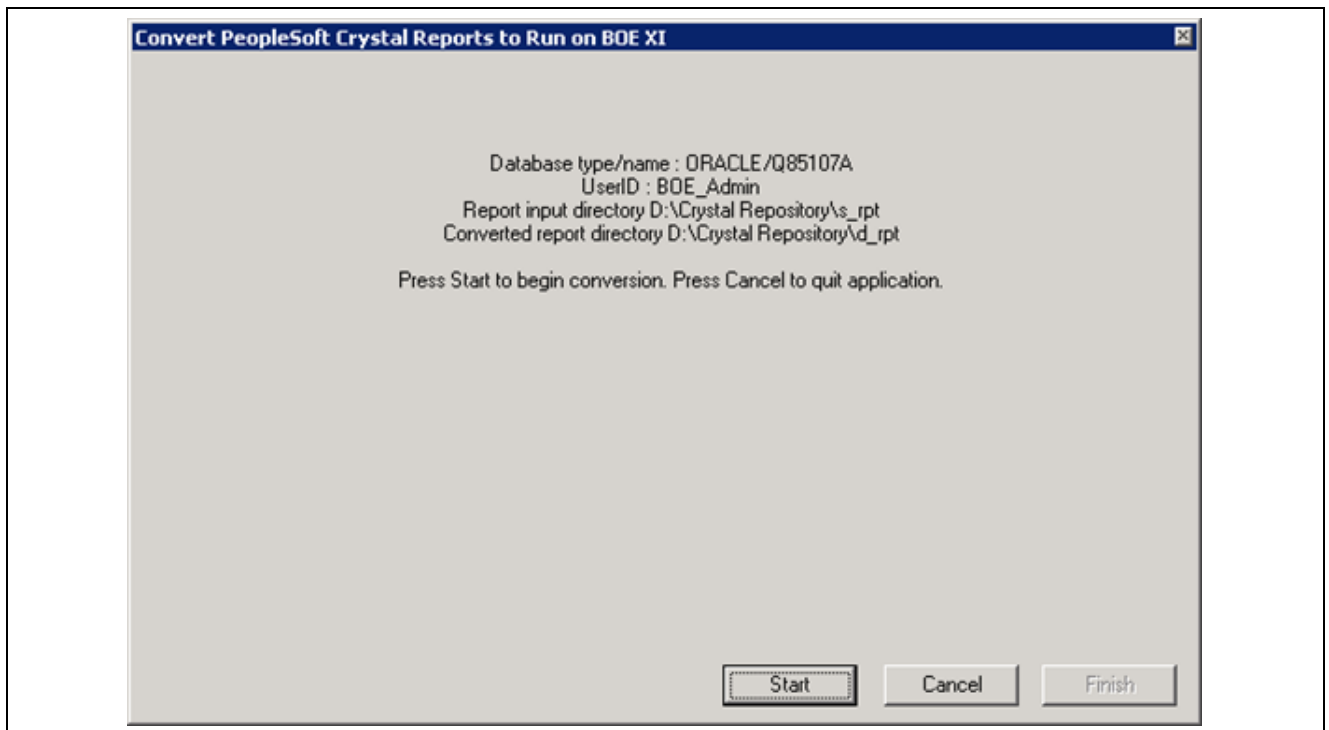 Convert PeopleSoft Crystal Reports to Run on BOE XI
Database type/name : ORACLE/Q85107A
UserID : BOE_Admin
Report input directory D:\Crystal Repository\s_rpt
Converted report directory D:\Crystal Repository\d_rpt
Press Start to begin conversion. Press Cancel to quit application.
Start Cancel Finish